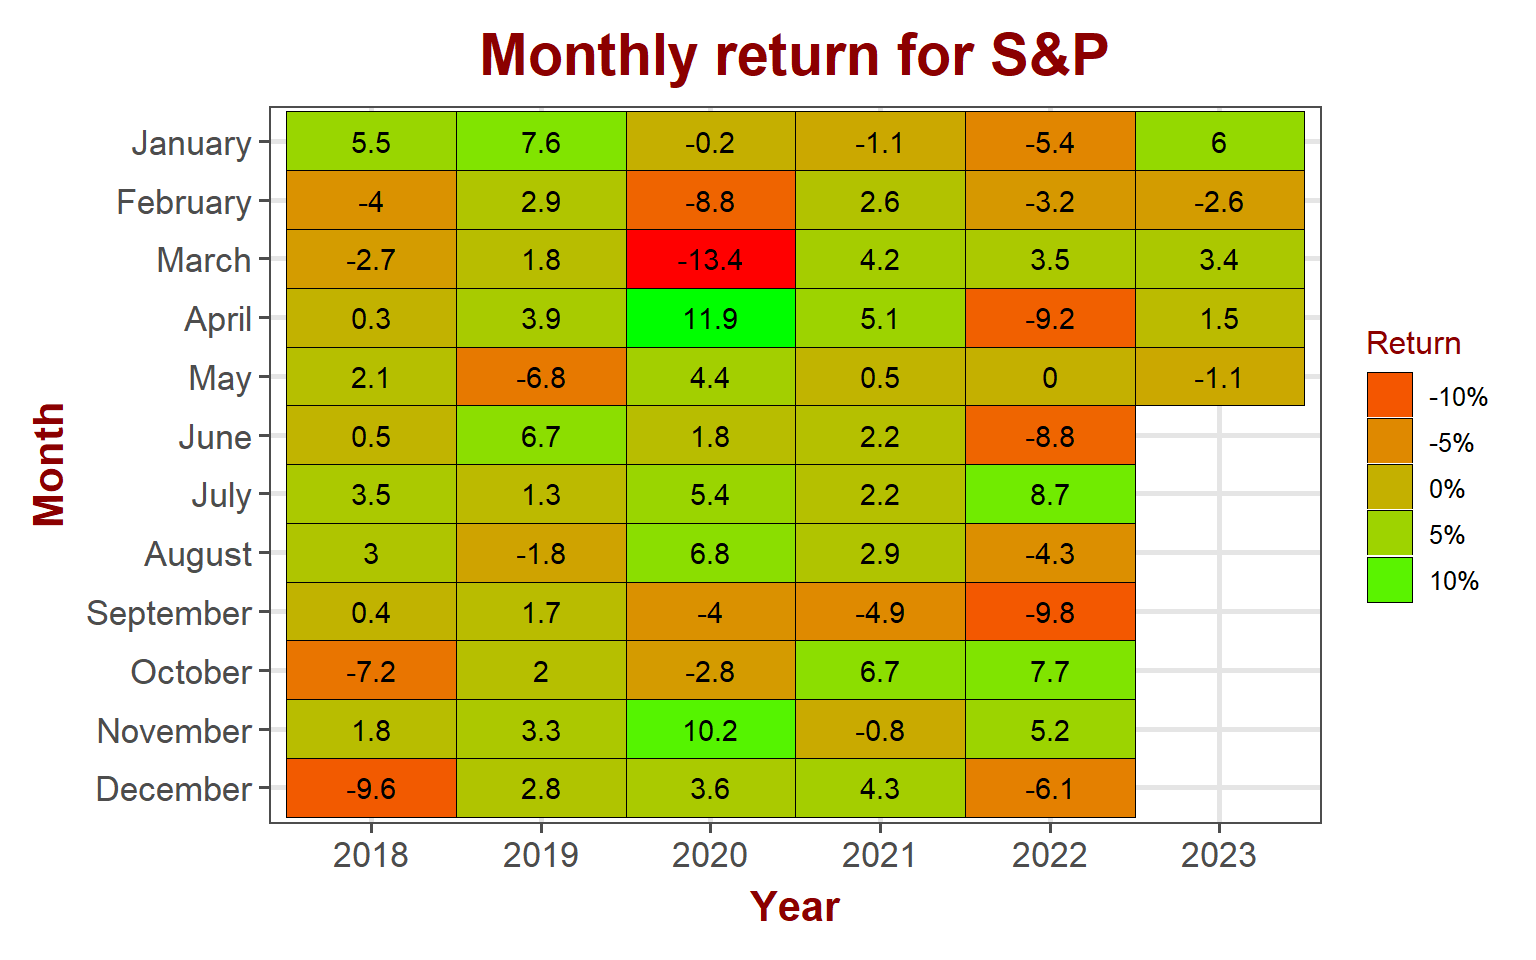 Monthly return for S&P
January 5.5 7.6 -0.2 -1.1 -5.4 6
February -4 2.9 -8.8 2.6 -3.2 -2.6
March -2.7 1.8 -13.4 4.2 3.5 3.4
April 0.3 3.9 11.9 5.1 -9.2 1.5
May 2.1 -6.8 4.4 0.5 0 -1.1
June 0.5 6.7 1.8 2.2 -8.8
July 3.5 1.3 5.4 2.2 8.7
August 3 -1.8 6.8 2.9 -4.3
September 0.4 1.7 -4 -4.9 -9.8
October -7.2 2 -2.8 6.7 7.7
November 1.8 3.3 10.2 -0.8 5.2
December -9.6 2.8 3.6 4.3 -6.1
2018 2019 2020 2021 2022 2023
Year
Month
Return
-10%
-5%
0%
5%
10%